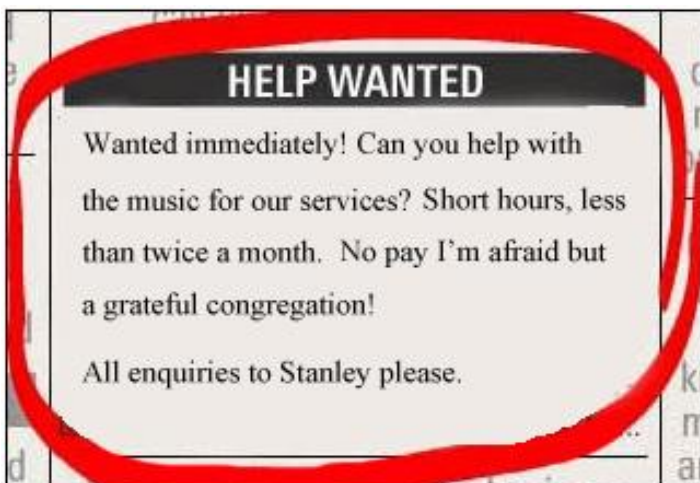 HELP WANTED
Wanted immediately! Can you help with
the music for our services? Short hours, less
than twice a month. No pay I'm afraid but
a grateful congregation!
All enquiries to Stanley please.